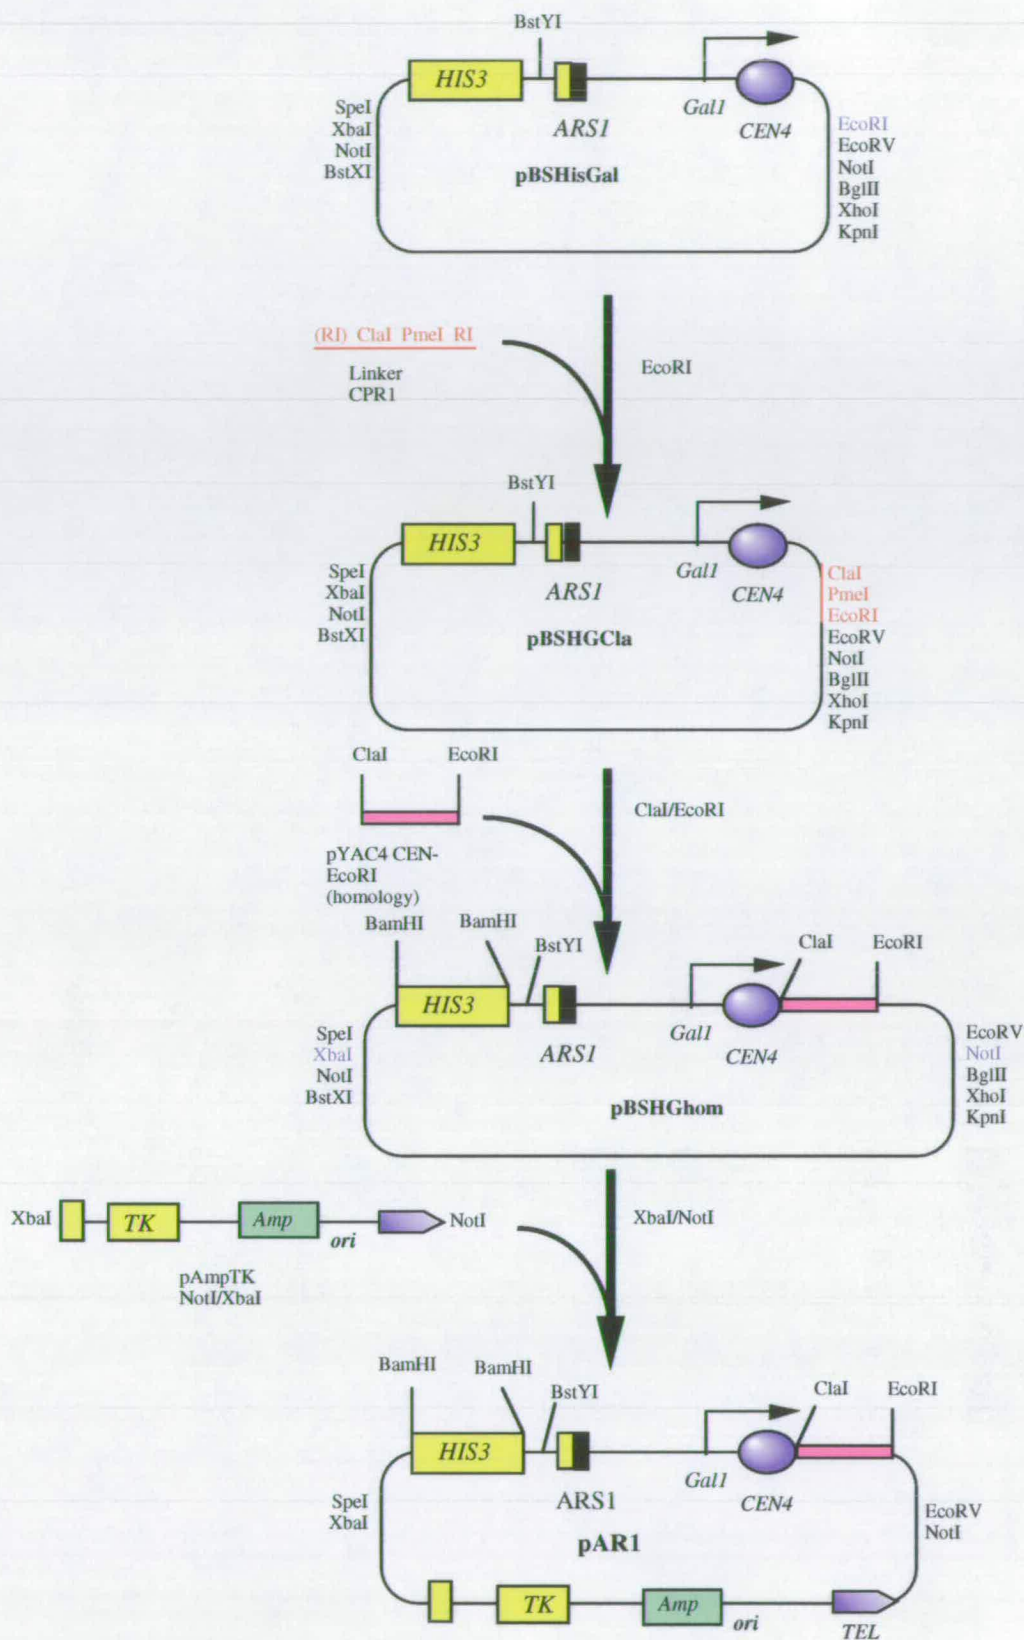 BstYI
HIS3
ARS1
Gal1
CEN4
SpeI
XbaI
NotI
BstXI
pBSHisGal
EcoRI
EcoRV
NotI
BglII
XhoI
KpnI
(RI) ClaI PmeI RI
Linker
CPR1
EcoRI
BstYI
HIS3
ARS1
Gal1
CEN4
SpeI
XbaI
NotI
BstXI
pBSHGCla
ClaI
PmeI
EcoRI
EcoRV
NotI
BglII
XhoI
KpnI
ClaI EcoRI
pYAC4 CEN-
EcoRI
(homology)
ClaI/EcoRI
BamHI BamHI
BstYI
ClaI EcoRI
HIS3
ARS1
Gal1
CEN4
SpeI
XbaI
NotI
BstXI
pBSHGhom
EcoRV
NotI
BglII
XhoI
KpnI
XbaI TK Amp ori NotI
pAmpTK
NotI/XbaI
XbaI/NotI
BamHI BamHI
BstYI
ClaI EcoRI
HIS3
ARS1
Gal1
CEN4
SpeI
XbaI
pAR1
EcoRV
NotI
TK Amp ori TEL